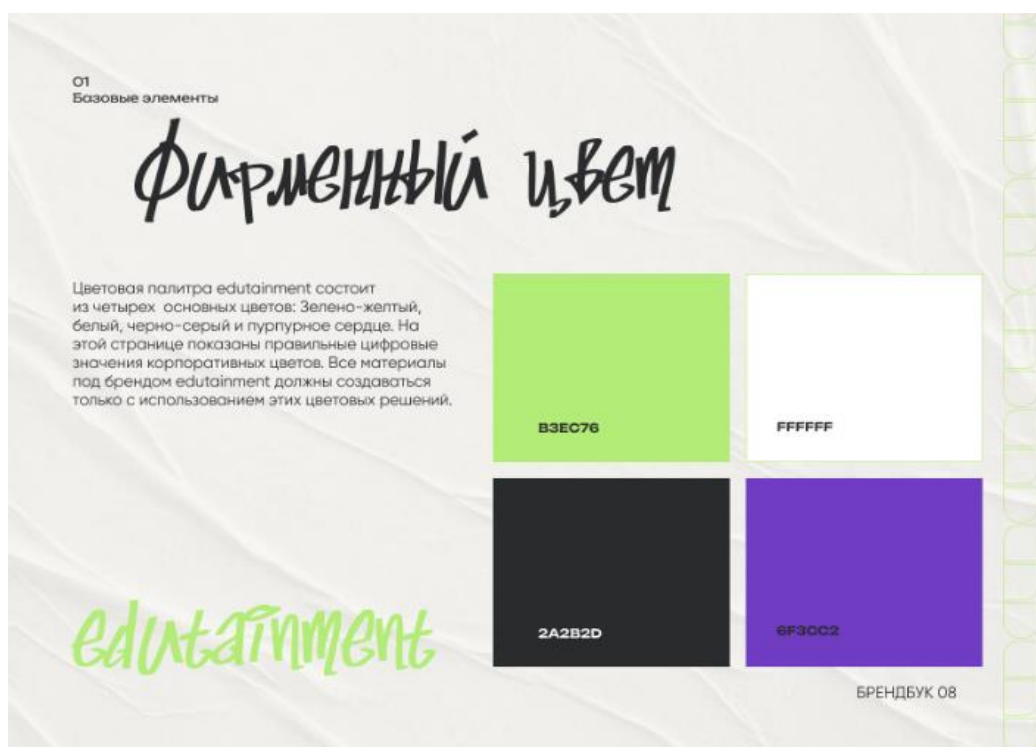 01
Базовые элементы
Фирменный цвет
Цветовая палитра edutainment состоит
из четырех основных цветов: Зелено-желтый,
белый, черно-серый и пурпурное сердце. На
этой странице показаны правильные цифровые
значения корпоративных цветов. Все материалы
под брендом edutainment должны создаваться
только с использованием этих цветовых решений.
B3EC76
FFFFFF
2A2B2D
6F3CC2
edutainment
БРЕНДБУК 08